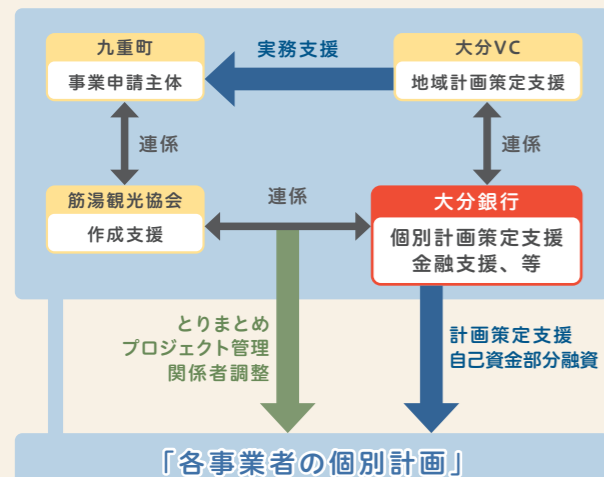 九重町
事業申請主体
実務支援
大分VC
地域計画策定支援
連係
連係
筋湯観光協会
作成支援
連係
大分銀行
個別計画策定支援
金融支援、等
とりまとめ
プロジェクト管理
関係者調整
計画策定支援
自己資金部分融資
「各事業者の個別計画」